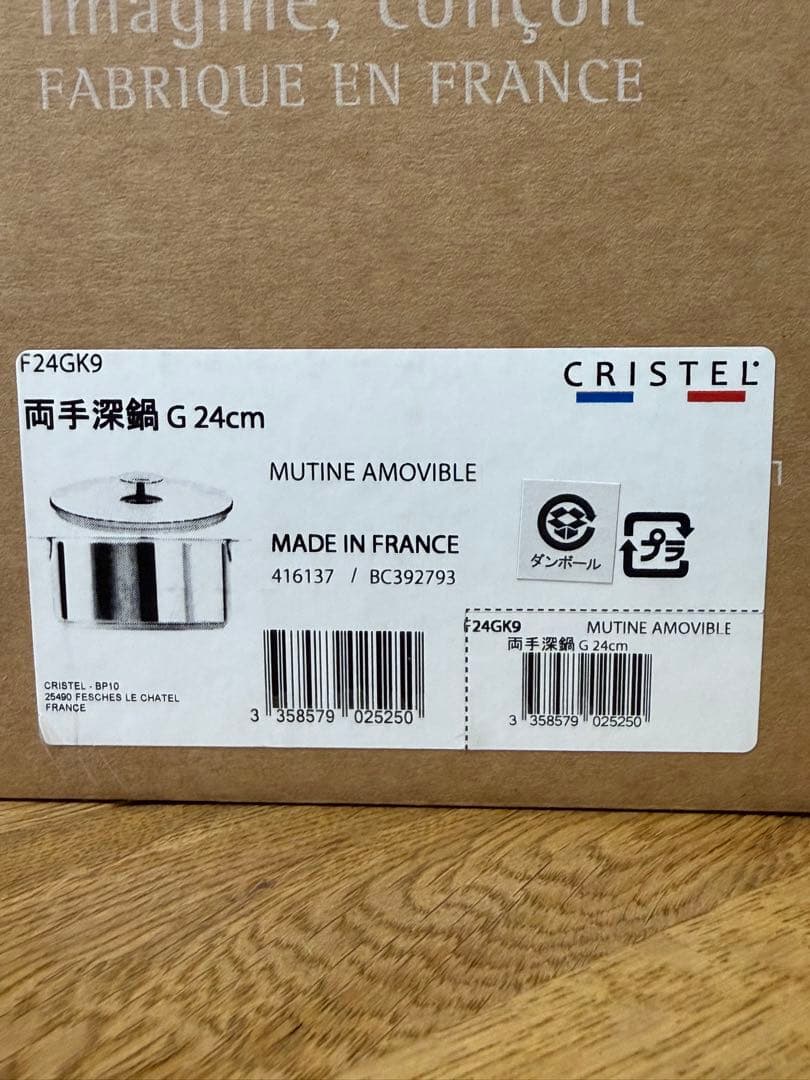 imagine, conçoit
FABRIQUE EN FRANCE
F24GK9
CRISTEL
両手深鍋 G 24cm
MUTINE AMOVIBLE
MADE IN FRANCE
416137 / BC392793
ダンボール
プラ
CRISTEL - BP10
25490 FESCHES LE CHATEL
FRANCE
3 358579 025250
F24GK9 MUTINE AMOVIBLE
両手深鍋 G 24cm
3 358579 025250